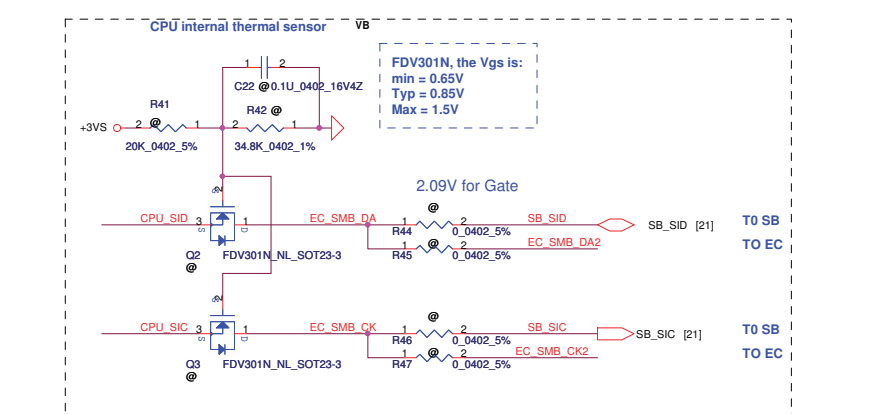 CPU internal thermal sensor
VB
FDV301N, the Vgs is:
min = 0.65V
Typ = 0.85V
Max = 1.5V
1 2
C22 @ 0.1U_0402_16V4Z
R41
R42 @
+3VS 2 @ 1 2 1
20K_0402_5% 34.8K_0402_1%
2.09V for Gate
G 2
@
CPU_SID 3 1 EC_SMB_DA 1 2 SB_SID SB_SID [21] T0 SB
S D R44 0_0402_5%
@
1 2 EC_SMB_DA2 TO EC
Q2 FDV301N_NL_SOT23-3 R45 0_0402_5%
@
G 2
@
CPU_SIC 3 1 EC_SMB_CK 1 2 SB_SIC SB_SIC [21] T0 SB
S D R46 0_0402_5%
@
1 2 EC_SMB_CK2 TO EC
Q3 FDV301N_NL_SOT23-3 R47 0_0402_5%
@